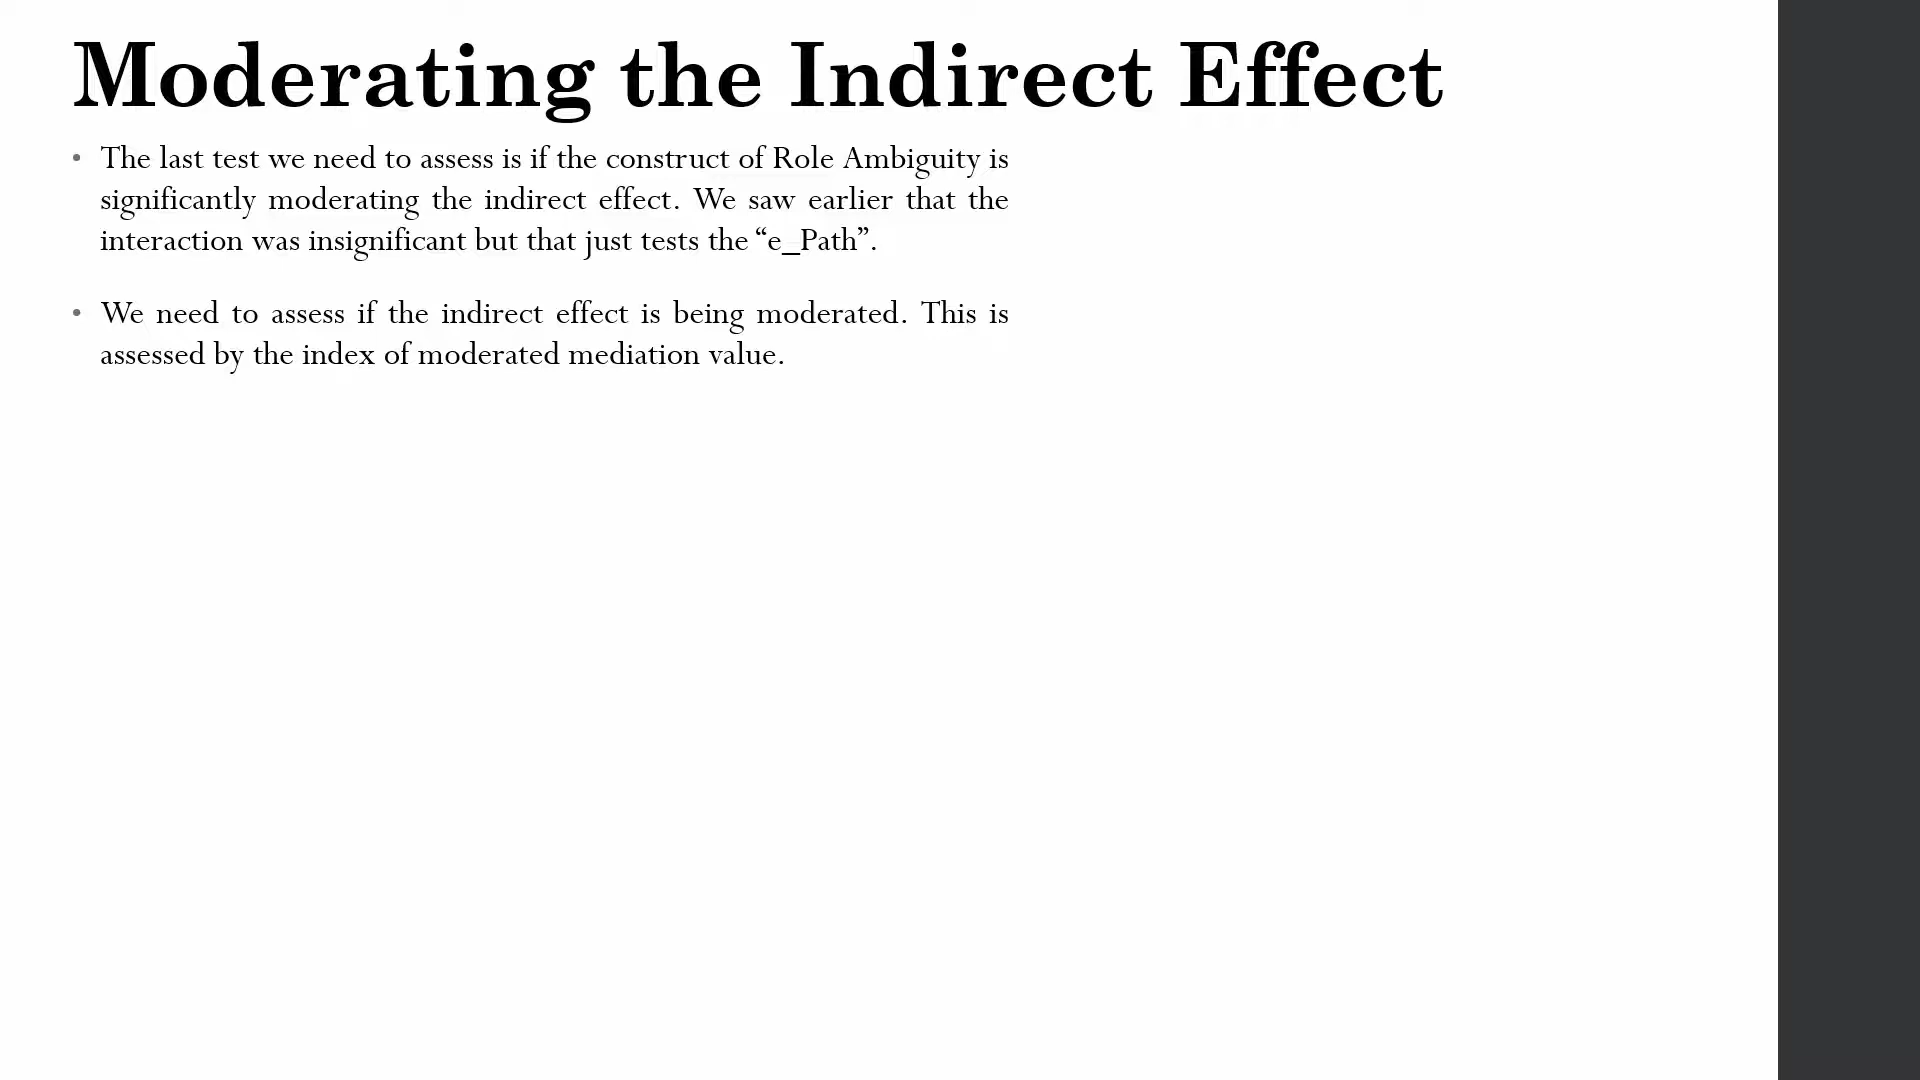 Moderating the Indirect Effect
• The last test we need to assess is if the construct of Role Ambiguity is
significantly moderating the indirect effect. We saw earlier that the
interaction was insignificant but that just tests the “e_Path”.
• We need to assess if the indirect effect is being moderated. This is
assessed by the index of moderated mediation value.